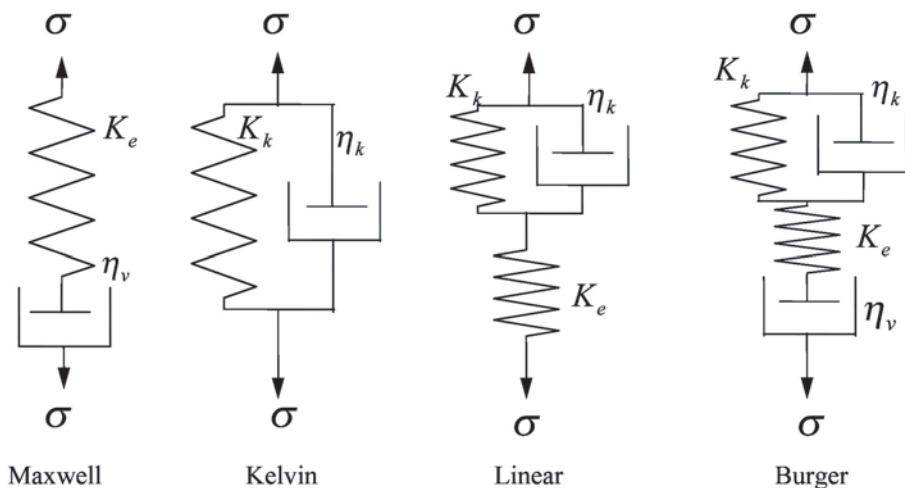 σ σ σ σ
K_k K_k
η_k η_k
K_e K_k η_k
η_v K_e K_e
η_v
σ σ σ σ
Maxwell Kelvin Linear Burger